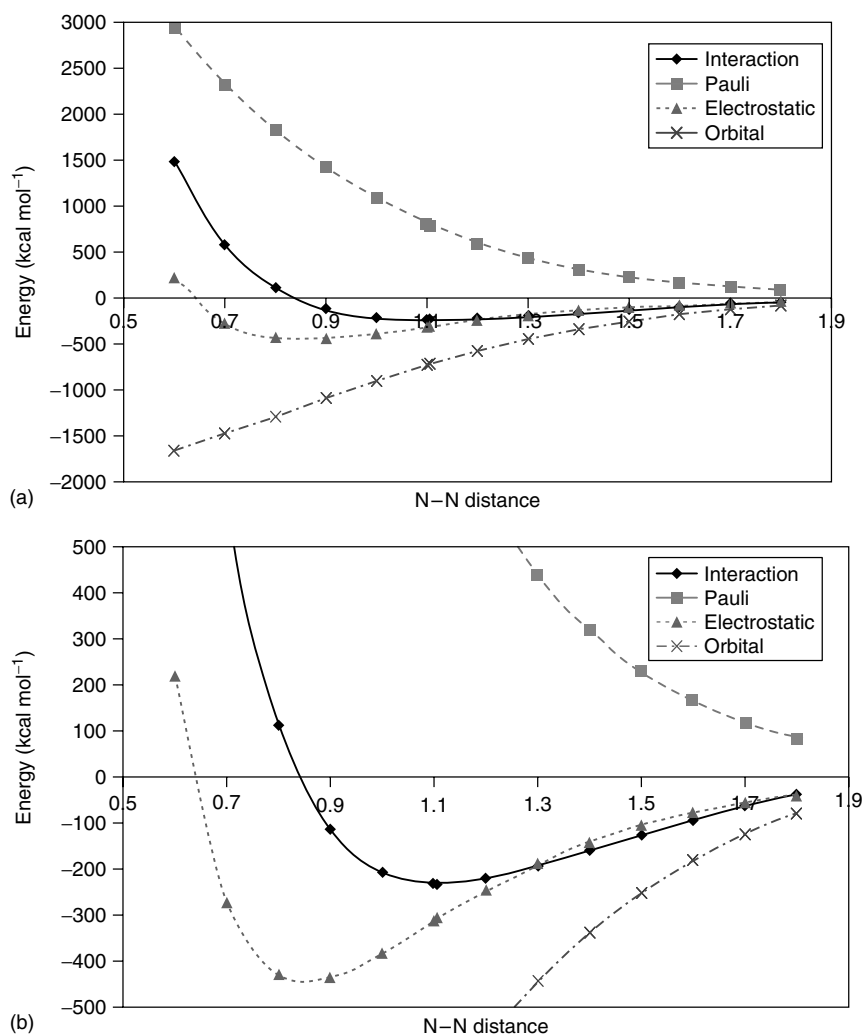 3000
2500
2000
1500
1000
500
0
−500
−1000
−1500
−2000
Energy (kcal mol−1)
0.5 0.7 0.9 1.1 1.3 1.5 1.7 1.9
Interaction
Pauli
Electrostatic
Orbital
N−N distance
(a)
500
400
300
200
100
0
−100
−200
−300
−400
−500
Energy (kcal mol−1)
0.5 0.7 0.9 1.1 1.3 1.5 1.7 1.9
Interaction
Pauli
Electrostatic
Orbital
N−N distance
(b)